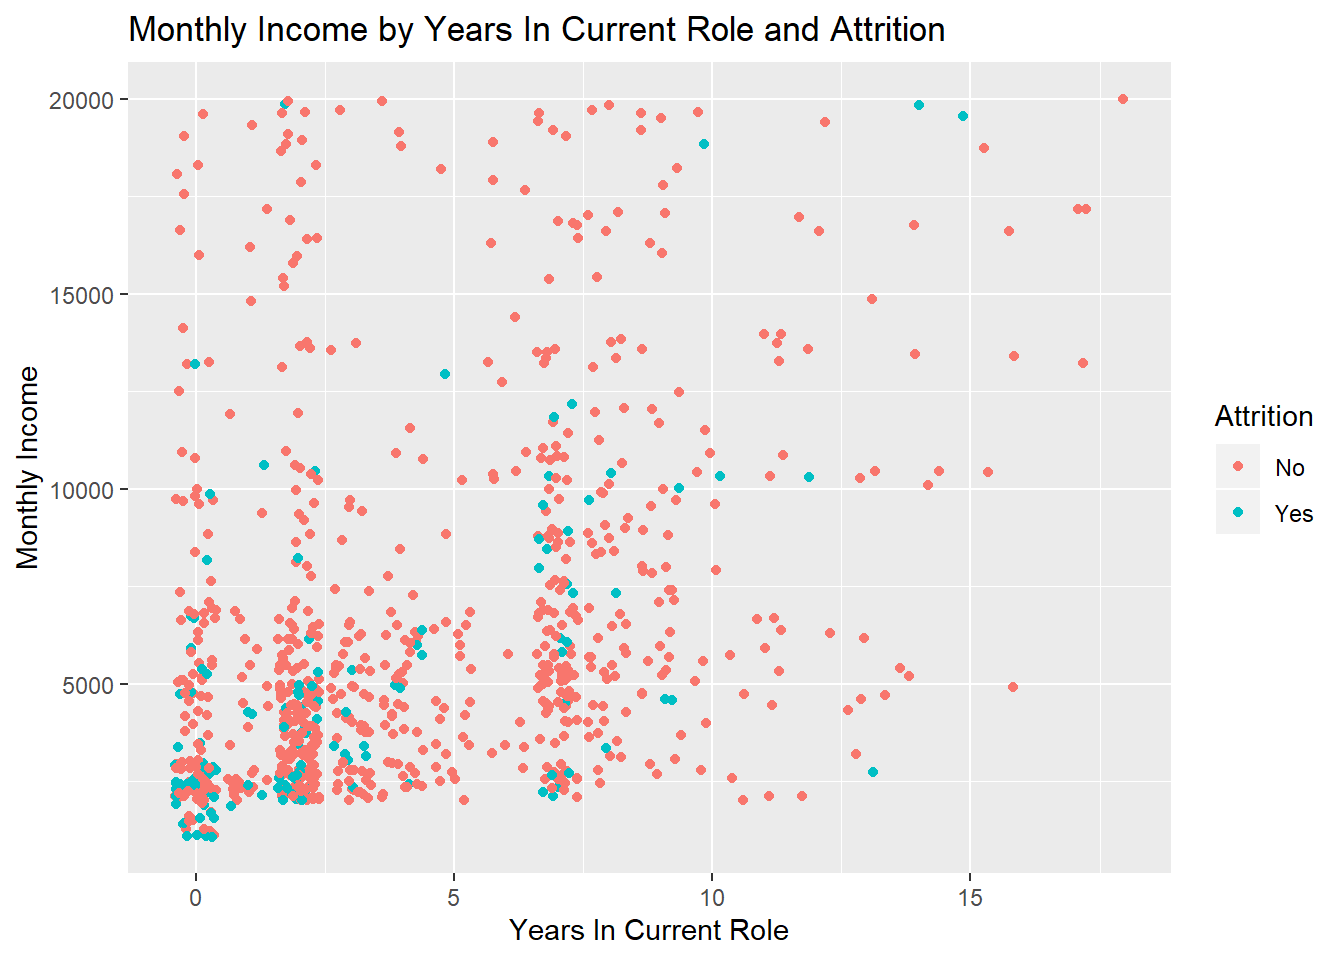 Monthly Income by Years In Current Role and Attrition
20000
15000
10000
5000
Monthly Income
0 5 10 15
Years In Current Role
Attrition
No
Yes